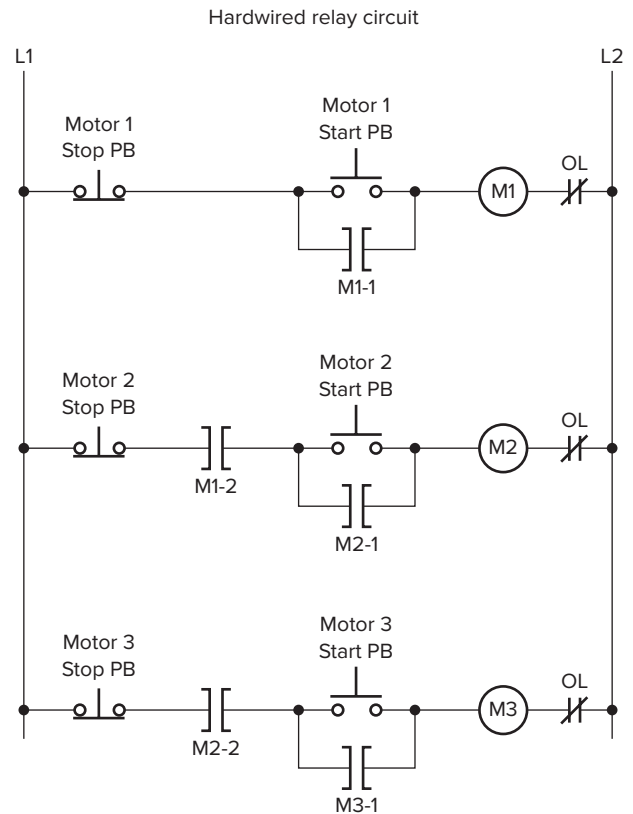 Hardwired relay circuit
L1
L2
Motor 1
Stop PB
Motor 1
Start PB
OL
M1
M1-1
Motor 2
Stop PB
Motor 2
Start PB
OL
M2
M1-2
M2-1
Motor 3
Stop PB
Motor 3
Start PB
OL
M3
M2-2
M3-1